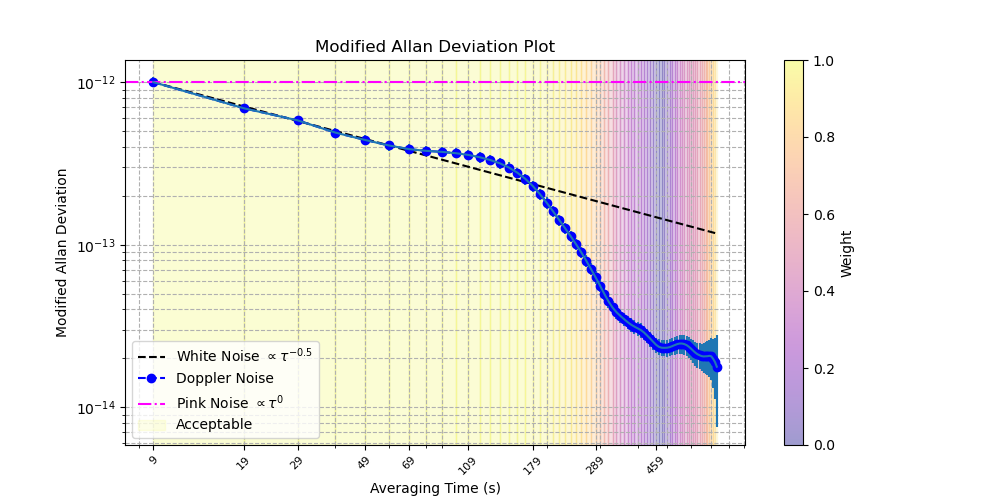 Modified Allan Deviation Plot
Modified Allan Deviation
10⁻¹²
10⁻¹³
10⁻¹⁴
White Noise ∝ τ⁻⁰·⁵
Doppler Noise
Pink Noise ∝ τ⁰
Acceptable
9 19 29 49 69 109 179 289 459
Averaging Time (s)
1.0
0.8
0.6
0.4
0.2
0.0
Weight